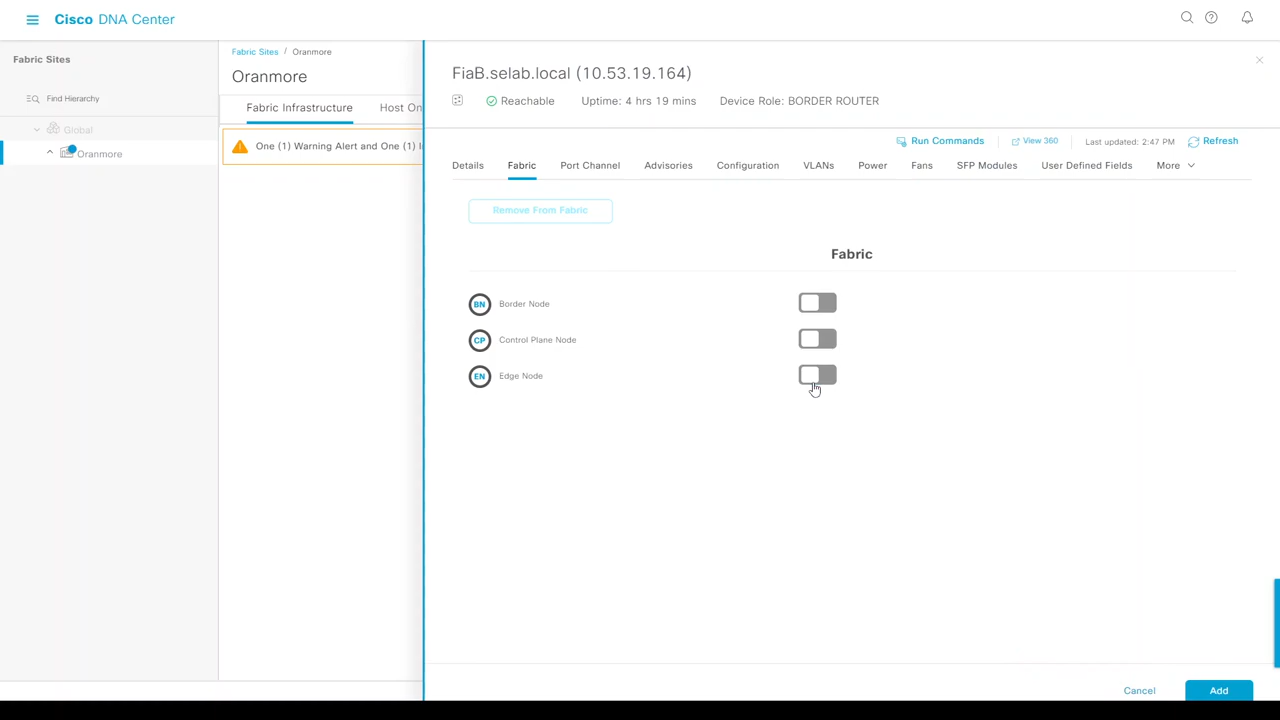 Cisco DNA Center
Fabric Sites
Find Hierarchy
Global
Oranmore
Fabric Sites / Oranmore
Oranmore
Fabric Infrastructure Host On
One (1) Warning Alert and One (1) I
FiaB.selab.local (10.53.19.164)
Reachable Uptime: 4 hrs 19 mins Device Role: BORDER ROUTER
Run Commands View 360 Last updated: 2:47 PM Refresh
Details Fabric Port Channel Advisories Configuration VLANs Power Fans SFP Modules User Defined Fields More
Remove From Fabric
Fabric
BN Border Node
CP Control Plane Node
EN Edge Node
Cancel Add